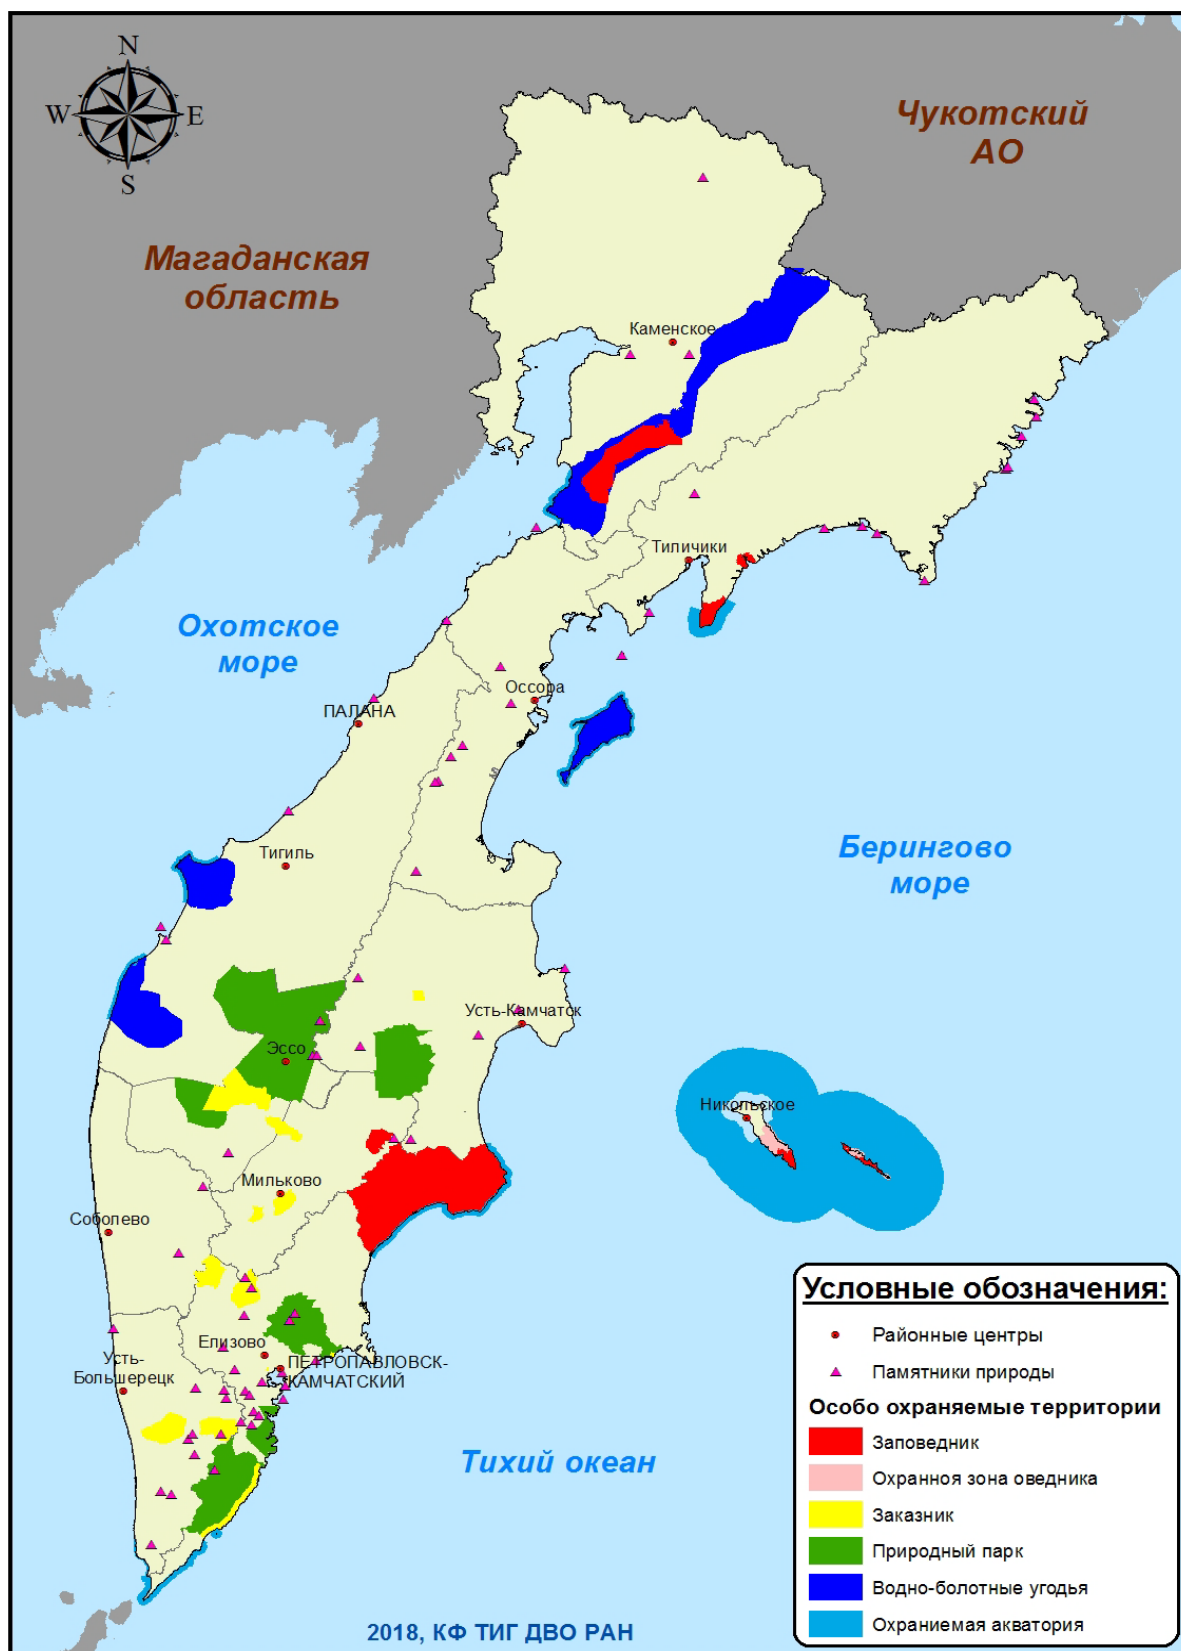 N
W
E
S
Чукотский
АО
Магаданская
область
Каменское
Тиличики
Охотское
море
Оссора
ПАЛАНА
Берингово
море
Тигиль
Усть-Камчатск
Эссо
Никольское
Мильково
Соболево
Елизово
ПЕТРОПАВЛОВСК-
КАМЧАТСКИЙ
Усть-
Большерецк
Тихий океан
Условные обозначения:
Районные центры
Памятники природы
Особо охраняемые территории
Заповедник
Охранноя зона оведника
Заказник
Природный парк
Водно-болотные угодья
Охраниемая акватория
2018, КФ ТИГ ДВО РАН